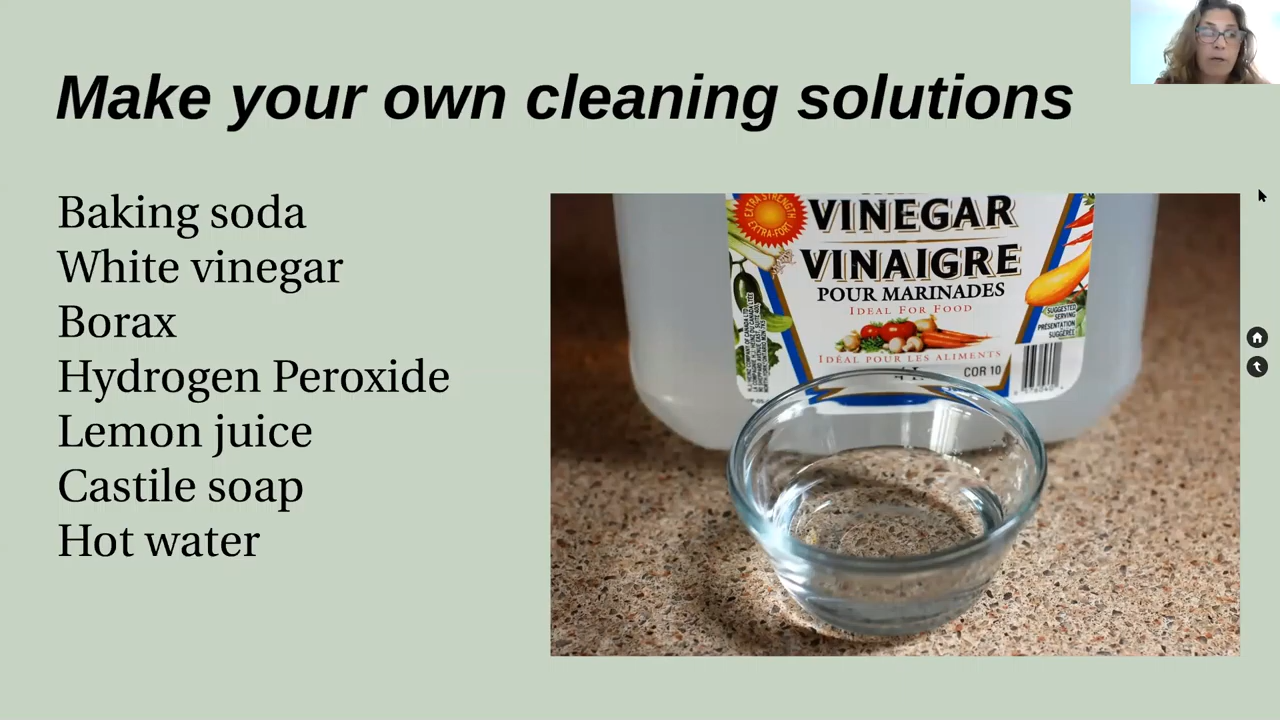 Make your own cleaning solutions
Baking soda
White vinegar
Borax
Hydrogen Peroxide
Lemon juice
Castile soap
Hot water
EXTRA STRENGTH
EXTRA-FORT
VINEGAR
VINAIGRE
POUR MARINADES
IDEAL FOR FOOD
IDÉAL POUR LES ALIMENTS
SUGGESTED
SERVING
PRÉSENTATION
SUGGÉRÉE
COR 10